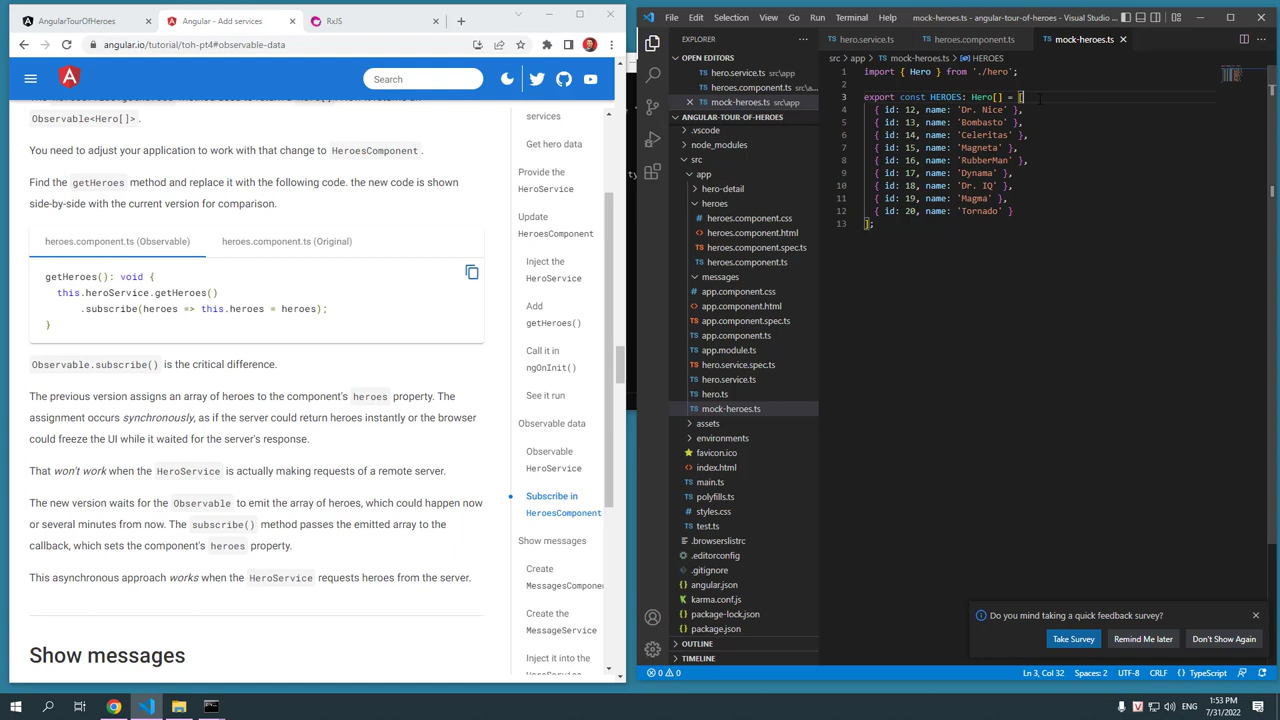 AngularTourOfHeroes
Angular - Add services
RxJS
angular.io/tutorial/toh-pt4#observable-data
Search
Observable<Hero[]>.
You need to adjust your application to work with that change to HeroesComponent.
Find the getHeroes method and replace it with the following code. the new code is shown
side-by-side with the current version for comparison.
heroes.component.ts (Observable)
heroes.component.ts (Original)
getHeroes(): void {
this.heroService.getHeroes()
.subscribe(heroes => this.heroes = heroes);
}
Observable.subscribe() is the critical difference.
The previous version assigns an array of heroes to the component's heroes property. The
assignment occurs synchronously, as if the server could return heroes instantly or the browser
could freeze the UI while it waited for the server's response.
That won't work when the HeroService is actually making requests of a remote server.
The new version waits for the Observable to emit the array of heroes, which could happen now
or several minutes from now. The subscribe() method passes the emitted array to the
callback, which sets the component's heroes property.
This asynchronous approach works when the HeroService requests heroes from the server.
Show messages
services
Get hero data
Provide the
HeroService
Update
HeroesComponent
Inject the
HeroService
Add
getHeroes()
Call it in
ngOnInit()
See it run
Observable data
Observable
HeroService
Subscribe in
HeroesComponent
Show messages
Create
MessagesComponen
Create the
MessageService
Inject it into the
HeroService
File
Edit
Selection
View
Go
Run
Terminal
Help
mock-heroes.ts - angular-tour-of-heroes - Visual Studio ...
EXPLORER
OPEN EDITORS
hero.service.ts src\app
heroes.component.ts src\a...
mock-heroes.ts src\app
ANGULAR-TOUR-OF-HEROES
.vscode
node_modules
src
app
hero-detail
heroes
heroes.component.css
heroes.component.html
heroes.component.spec.ts
heroes.component.ts
messages
app.component.css
app.component.html
app.component.spec.ts
app.component.ts
app.module.ts
hero.service.spec.ts
hero.service.ts
hero.ts
mock-heroes.ts
assets
environments
favicon.ico
index.html
main.ts
polyfills.ts
styles.css
test.ts
.browserslistrc
.editorconfig
.gitignore
angular.json
karma.conf.js
package-lock.json
package.json
OUTLINE
TIMELINE
hero.service.ts
heroes.component.ts
mock-heroes.ts
src > app > mock-heroes.ts > HEROES
1 import { Hero } from './hero';
2
3 export const HEROES: Hero[] = [
4 { id: 12, name: 'Dr. Nice' },
5 { id: 13, name: 'Bombasto' },
6 { id: 14, name: 'Celeritas' },
7 { id: 15, name: 'Magneta' },
8 { id: 16, name: 'RubberMan' },
9 { id: 17, name: 'Dynama' },
10 { id: 18, name: 'Dr. IQ' },
11 { id: 19, name: 'Magma' },
12 { id: 20, name: 'Tornado' }
13 ];
Do you mind taking a quick feedback survey?
Take Survey
Remind Me later
Don't Show Again
0 0
Ln 3, Col 32
Spaces: 2
UTF-8
CRLF
{} TypeScript
ENG
1:53 PM
7/31/2022